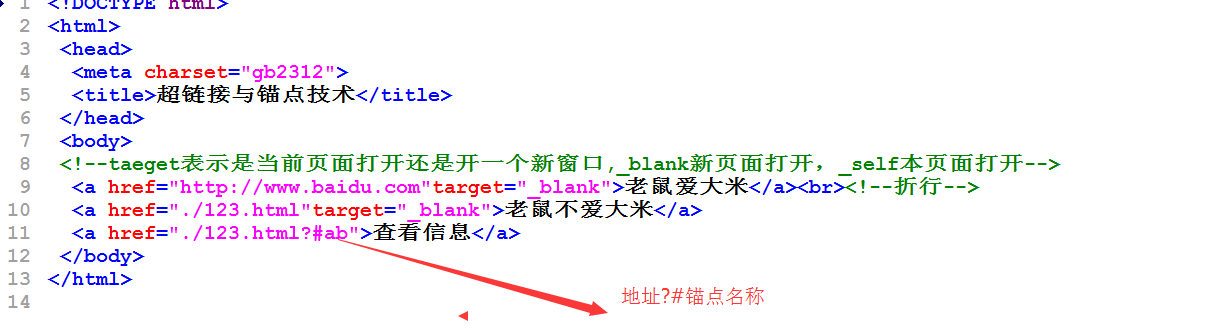 1 <!DOCTYPE html>
2 <html>
3 <head>
4 <meta charset="gb2312">
5 <title>超链接与锚点技术</title>
6 </head>
7 <body>
8 <!--taeget表示是当前页面打开还是开一个新窗口,_blank新页面打开，_self本页面打开-->
9 <a href="http://www.baidu.com"target="_blank">老鼠爱大米</a><br><!--折行-->
10 <a href="./123.html"target="_blank">老鼠不爱大米</a>
11 <a href="./123.html?#ab">查看信息</a>
12 </body>
13 </html>
14
地址?#锚点名称